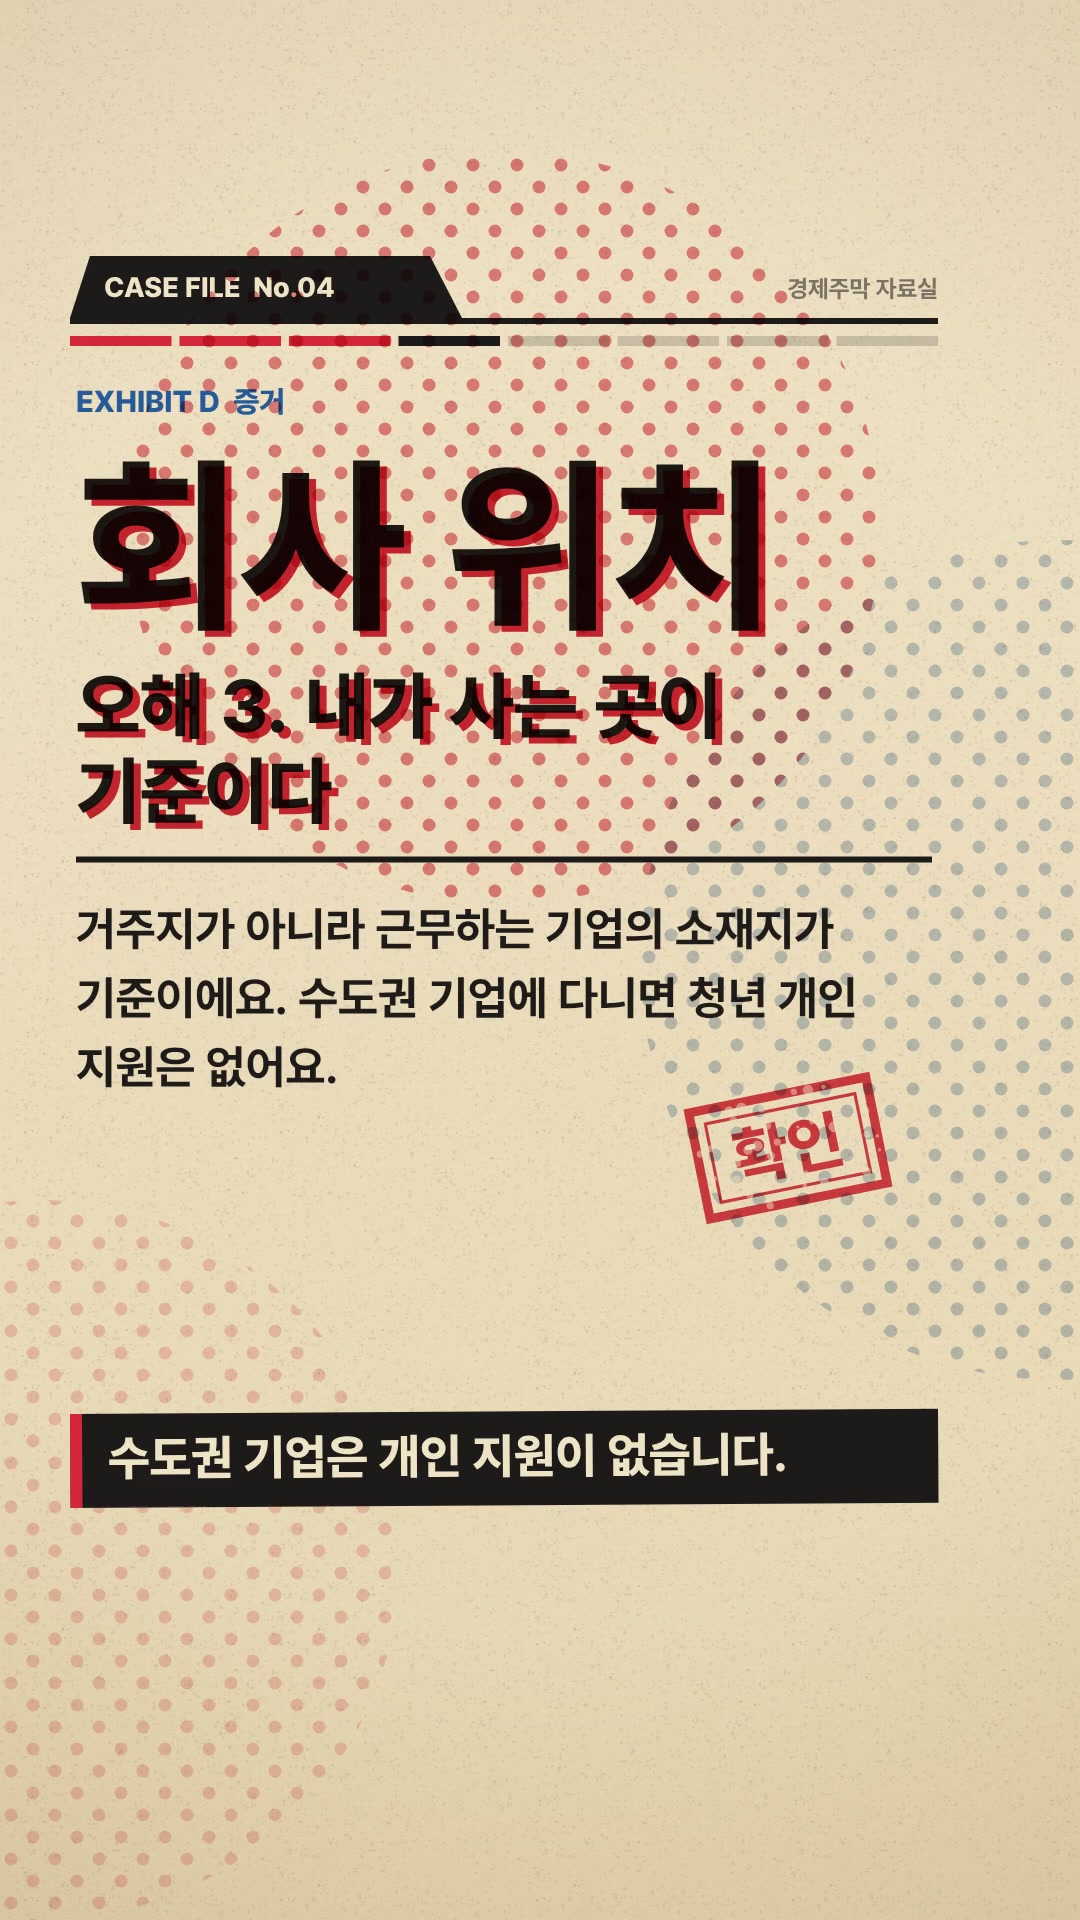 CASE FILE No.04
경제주막 자료실
EXHIBIT D 증거
회사 위치
오해 3. 내가 사는 곳이
기준이다
거주지가 아니라 근무하는 기업의 소재지가
기준이에요. 수도권 기업에 다니면 청년 개인
지원은 없어요.
확인
수도권 기업은 개인 지원이 없습니다.